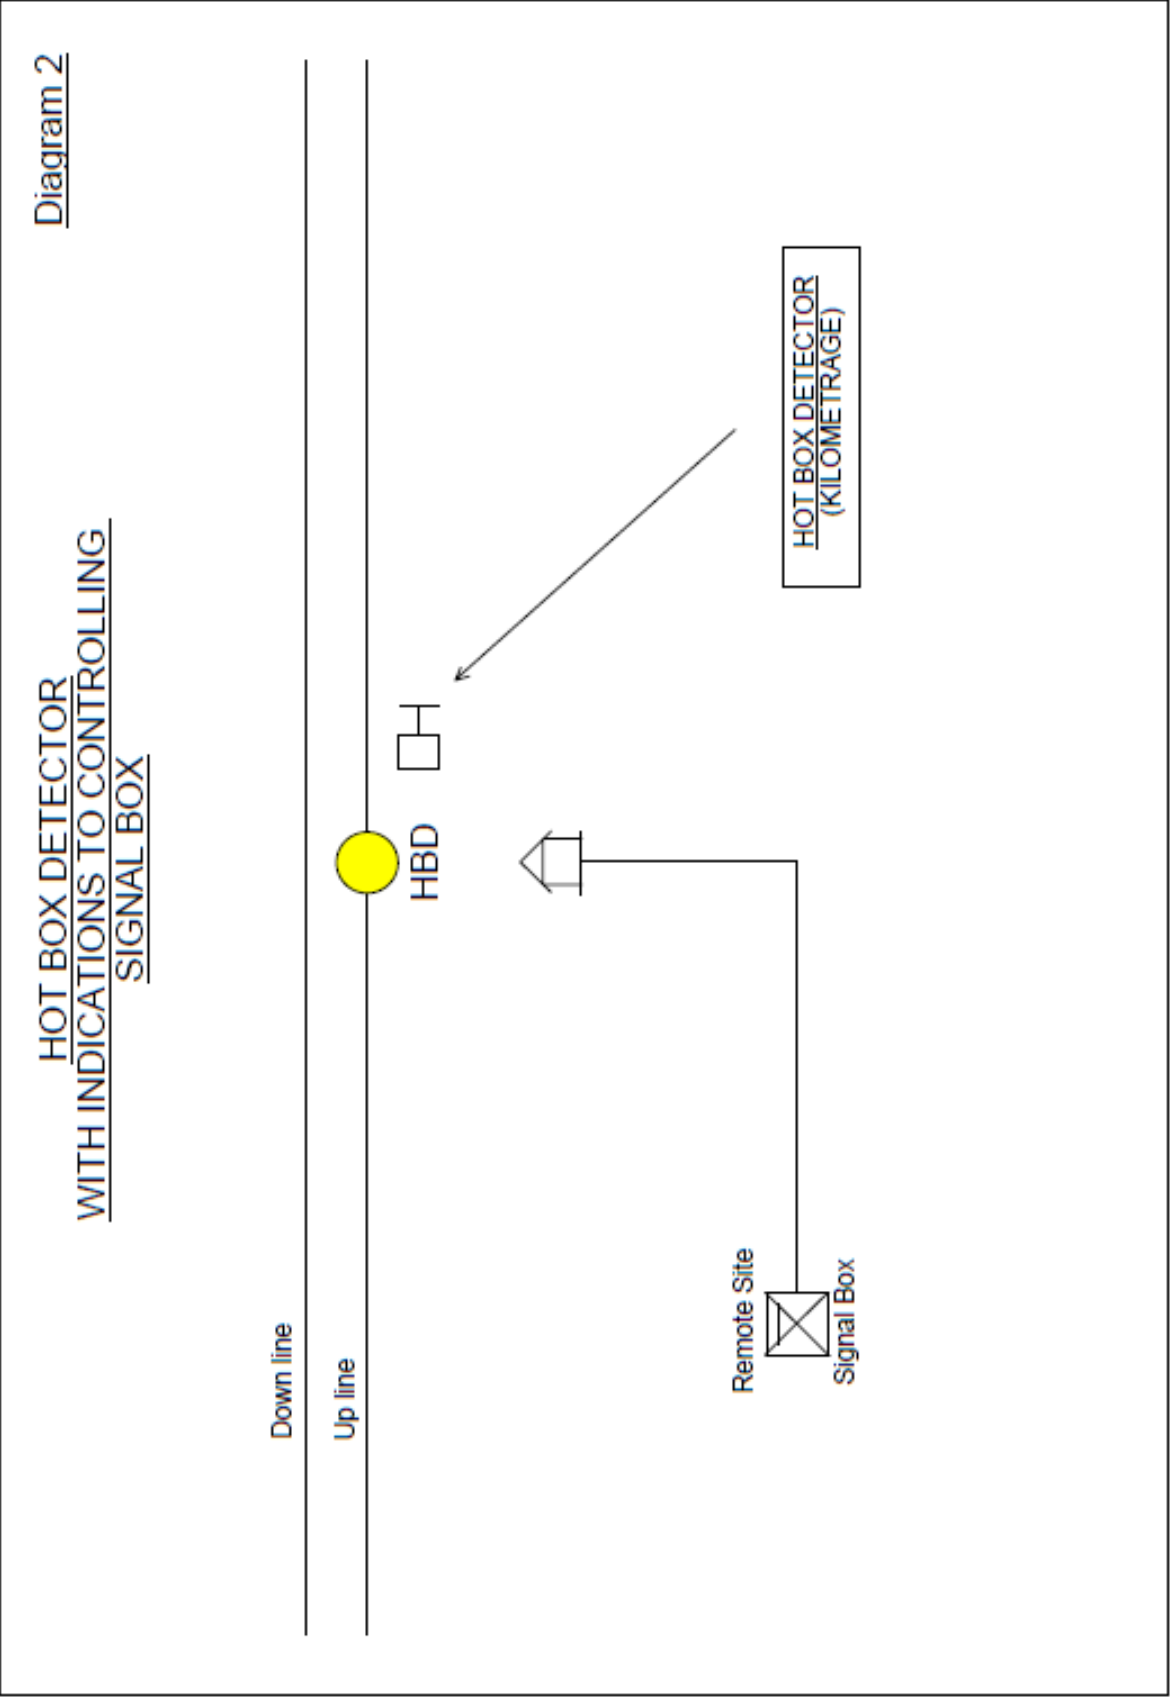 Diagram 2
HOT BOX DETECTOR
WITH INDICATIONS TO CONTROLLING
SIGNAL BOX
Down line
Up line
HBD
HOT BOX DETECTOR
(KILOMETRAGE)
Remote Site
Signal Box